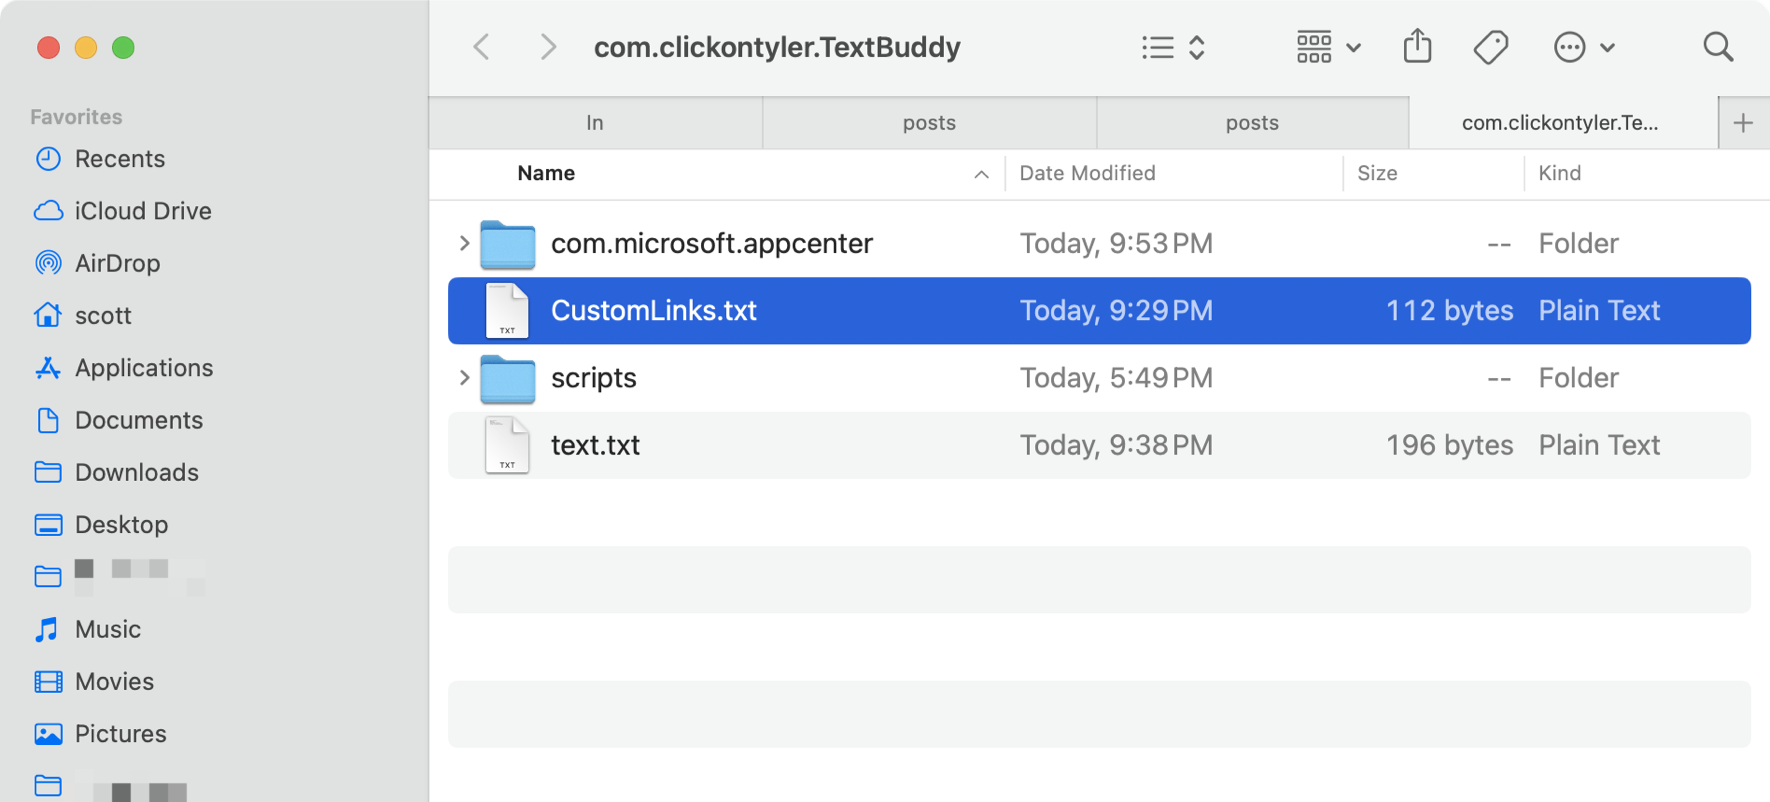 com.clickontyler.TextBuddy
In
posts
posts
com.clickontyler.Te...
Name
Date Modified
Size
Kind
com.microsoft.appcenter
Today, 9:53 PM
--
Folder
TXT
CustomLinks.txt
Today, 9:29 PM
112 bytes
Plain Text
scripts
Today, 5:49 PM
--
Folder
TXT
text.txt
Today, 9:38 PM
196 bytes
Plain Text
Favorites
Recents
iCloud Drive
AirDrop
scott
Applications
Documents
Downloads
Desktop
Music
Movies
Pictures